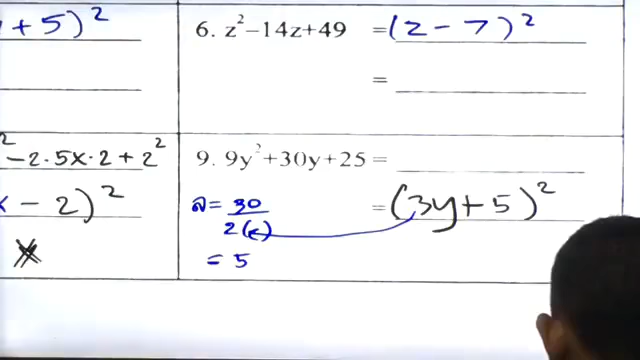 + 5)²
6. z²−14z+49 = (z − 7)²
=
− 2·5x·2 + 2²
x − 2)²
9. 9y²+30y+25 =
= (3y + 5)²
ล = 30
2( )
= 5